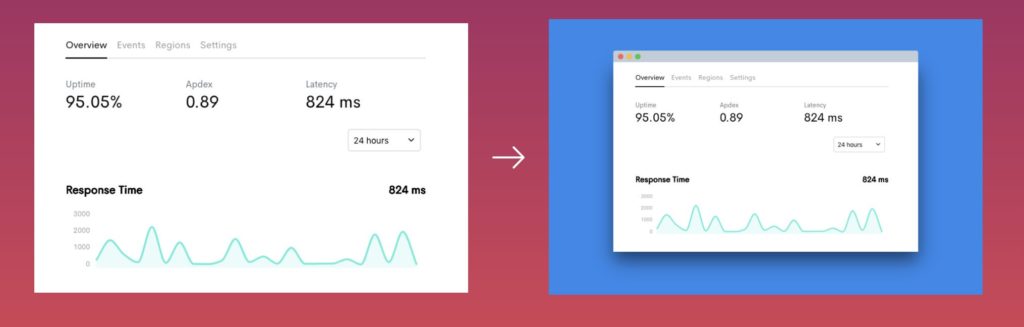 Overview Events Regions Settings
Uptime Apdex Latency
95.05% 0.89 824 ms
24 hours
Response Time 824 ms
3000
2000
1000
0
Overview Events Regions Settings
Uptime Apdex Latency
95.05% 0.89 824 ms
24 hours
Response Time 824 ms
3000
2000
1000
0